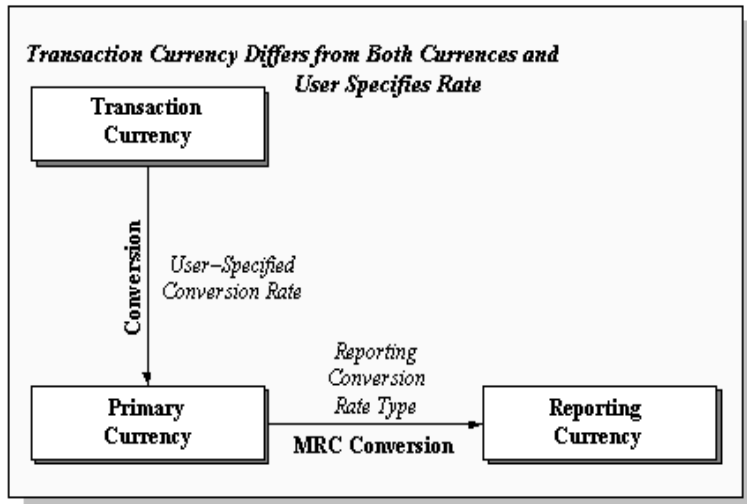 Transaction Currency Differs from Both Currences and
User Specifies Rate
Transaction
Currency
Conversion
User-Specified
Conversion Rate
Primary
Currency
Reporting
Conversion
Rate Type
MRC Conversion
Reporting
Currency